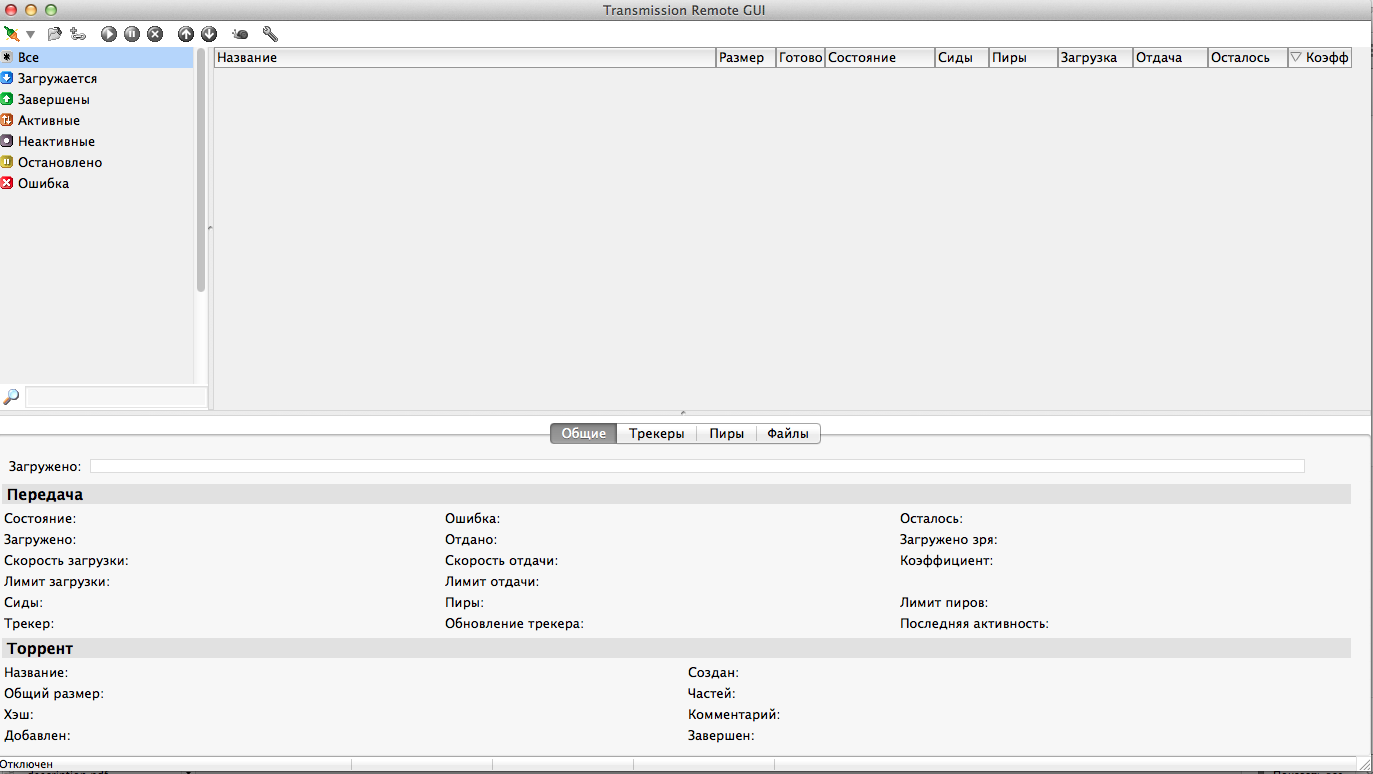 Transmission Remote GUI
Все
Загружается
Завершены
Активные
Неактивные
Остановлено
Ошибка
Название Размер Готово Состояние Сиды Пиры Загрузка Отдача Осталось Коэфф
Общие Трекеры Пиры Файлы
Загружено:
Передача
Состояние: Ошибка: Осталось:
Загружено: Отдано: Загружено зря:
Скорость загрузки: Скорость отдачи: Коэффициент:
Лимит загрузки: Лимит отдачи:
Сиды: Пиры: Лимит пиров:
Трекер: Обновление трекера: Последняя активность:
Торрент
Название: Создан:
Общий размер: Частей:
Хэш: Комментарий:
Добавлен: Завершен:
Отключен